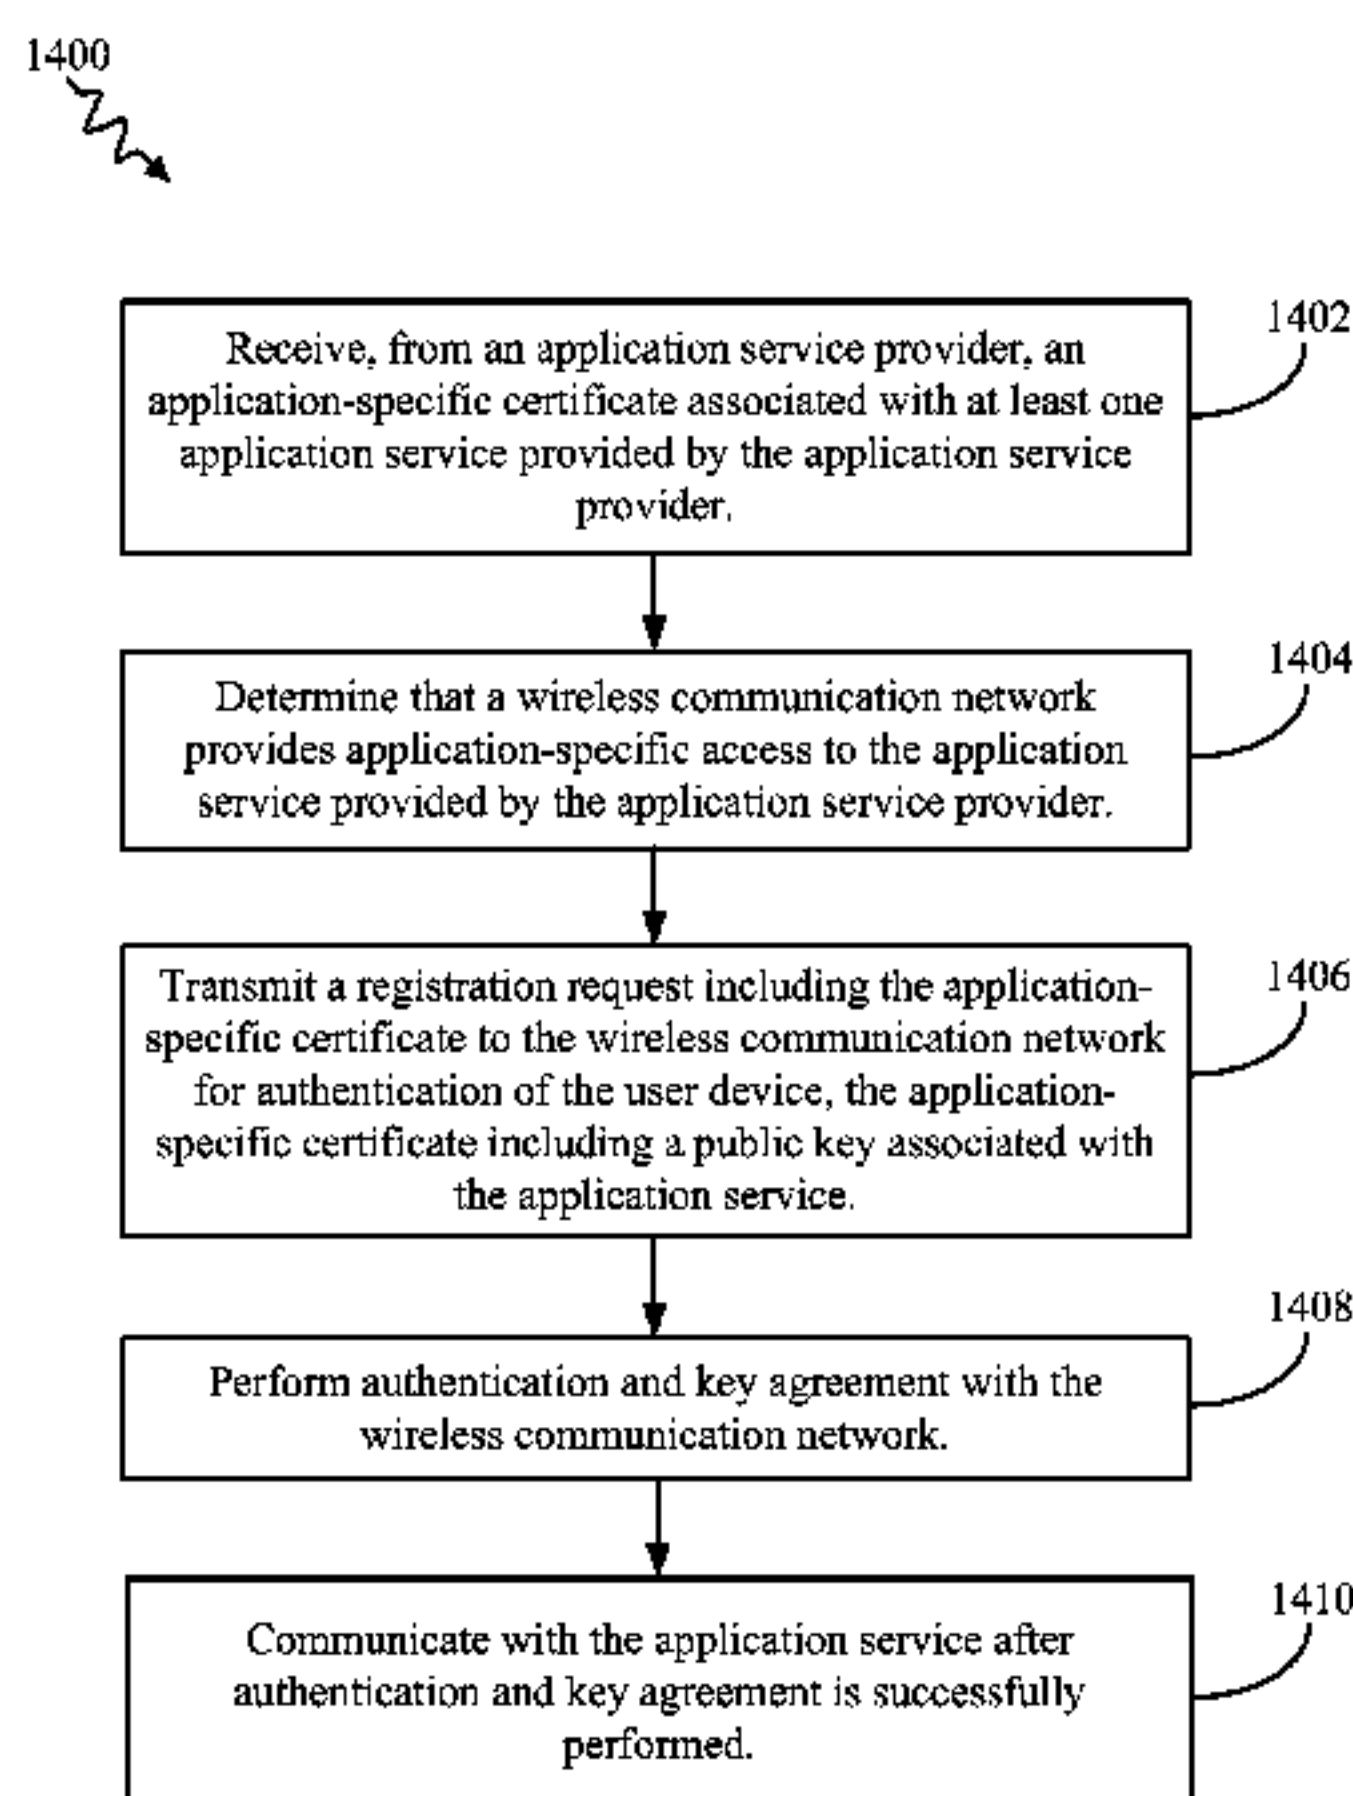 1400
1402
Receive, from an application service provider, an
application-specific certificate associated with at least one
application service provided by the application service
provider.
1404
Determine that a wireless communication network
provides application-specific access to the application
service provided by the application service provider.
1406
Transmit a registration request including the application-
specific certificate to the wireless communication network
for authentication of the user device, the application-
specific certificate including a public key associated with
the application service.
1408
Perform authentication and key agreement with the
wireless communication network.
1410
Communicate with the application service after
authentication and key agreement is successfully
performed.